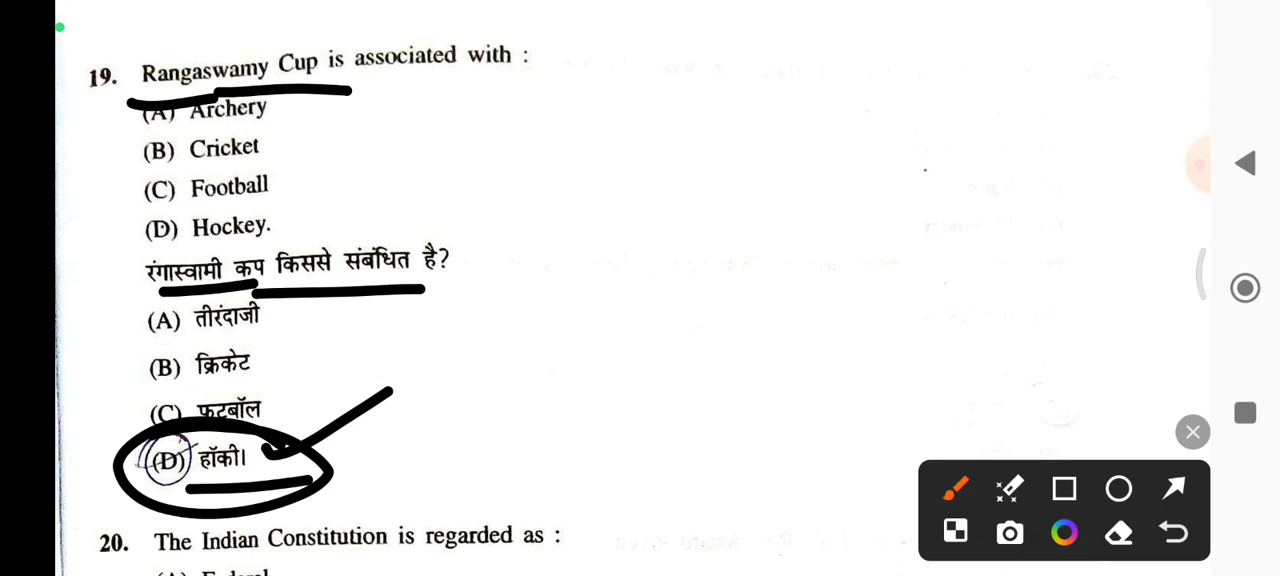 19. Rangaswamy Cup is associated with :
(A) Archery
(B) Cricket
(C) Football
(D) Hockey.
रंगास्वामी कप किससे संबंधित है?
(A) तीरंदाजी
(B) क्रिकेट
(C) फुटबॉल
(D) हॉकी।
20. The Indian Constitution is regarded as :
(A) Federal